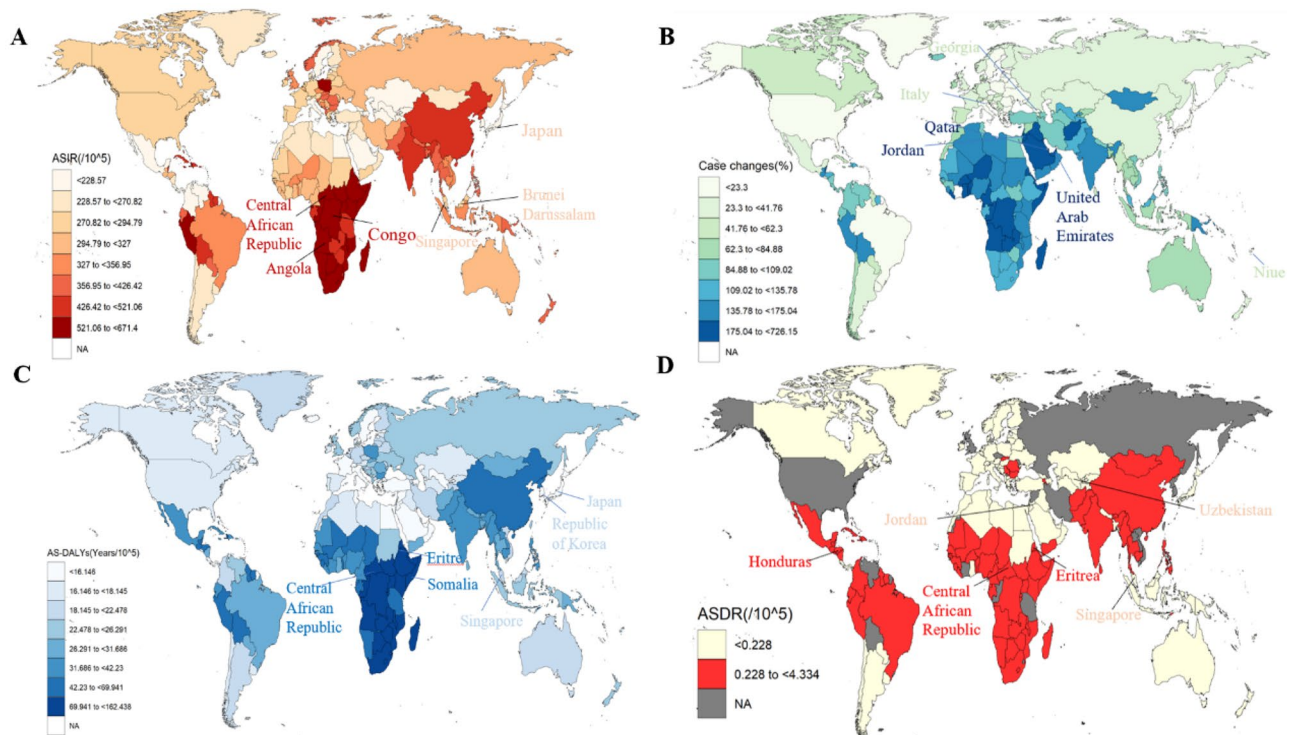 A
Japan
ASIR(/10^5)
<228.57
228.57 to <270.82
270.82 to <294.79
294.79 to <327
327 to <356.95
356.95 to <426.42
426.42 to <521.06
521.06 to <671.4
NA
Central
African
Republic
Congo
Angola
Brunei
Darussalam
Singapore
B
Georgia
Italy
Qatar
Jordan
Case changes(%)
<23.3
23.3 to <41.76
41.76 to <62.3
62.3 to <84.88
84.88 to <109.02
109.02 to <135.78
135.78 to <175.04
175.04 to <726.15
NA
United
Arab
Emirates
Niue
C
Japan
Republic
of Korea
AS-DALYs(Years/10^5)
<16.146
16.146 to <18.145
18.145 to <22.478
22.478 to <26.291
26.291 to <31.686
31.686 to <42.23
42.23 to <69.941
69.941 to <162.438
NA
Eritre
Somalia
Central
African
Republic
Singapore
D
Jordan
Uzbekistan
Honduras
Eritrea
Central
African
Republic
Singapore
ASDR(/10^5)
<0.228
0.228 to <4.334
NA